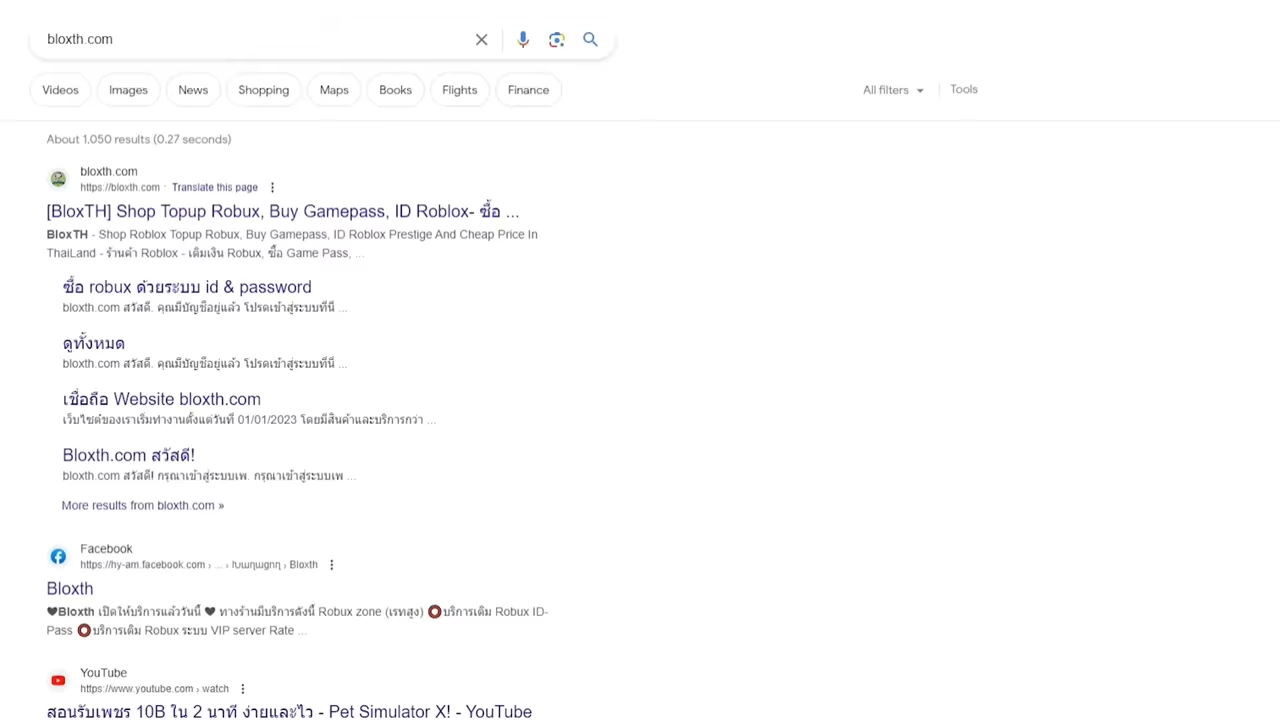 bloxth.com
Videos Images News Shopping Maps Books Flights Finance All filters Tools
About 1,050 results (0.27 seconds)
bloxth.com
https://bloxth.com · Translate this page
[BloxTH] Shop Topup Robux, Buy Gamepass, ID Roblox- ซื้อ ...
BloxTH - Shop Roblox Topup Robux, Buy Gamepass, ID Roblox Prestige And Cheap Price In
ThaiLand - ร้านค้า Roblox - เติมเงิน Robux, ซื้อ Game Pass, ...
ซื้อ robux ด้วยระบบ id & password
bloxth.com สวัสดี. คุณมีบัญชีอยู่แล้ว โปรดเข้าสู่ระบบที่นี่ ...
ดูทั้งหมด
bloxth.com สวัสดี. คุณมีบัญชีอยู่แล้ว โปรดเข้าสู่ระบบที่นี่ ...
เชื่อถือ Website bloxth.com
เว็บไซต์ของเราเริ่มทำงานตั้งแต่วันที่ 01/01/2023 โดยมีสินค้าและบริการกว่า ...
Bloxth.com สวัสดี!
bloxth.com สวัสดี! กรุณาเข้าสู่ระบบเพ. กรุณาเข้าสู่ระบบเพ ...
More results from bloxth.com »
Facebook
https://hy-am.facebook.com › ... › Խաղացող › Bloxth
Bloxth
❤Bloxth เปิดให้บริการแล้ววันนี้ ❤ ทางร้านมีบริการดังนี้ Robux zone (เรทสูง) ⭕บริการเติม Robux ID-
Pass ⭕บริการเติม Robux ระบบ VIP server Rate ...
YouTube
https://www.youtube.com › watch
สอนรับเพชร 10B ใน 2 นาที ง่ายและไว - Pet Simulator X! - YouTube